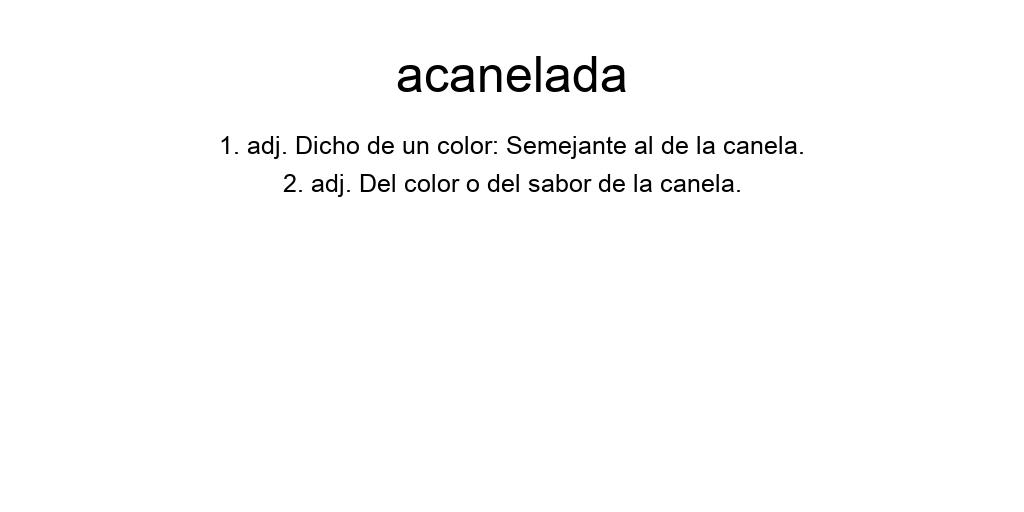 acanelada
1. adj. Dicho de un color: Semejante al de la canela.
2. adj. Del color o del sabor de la canela.